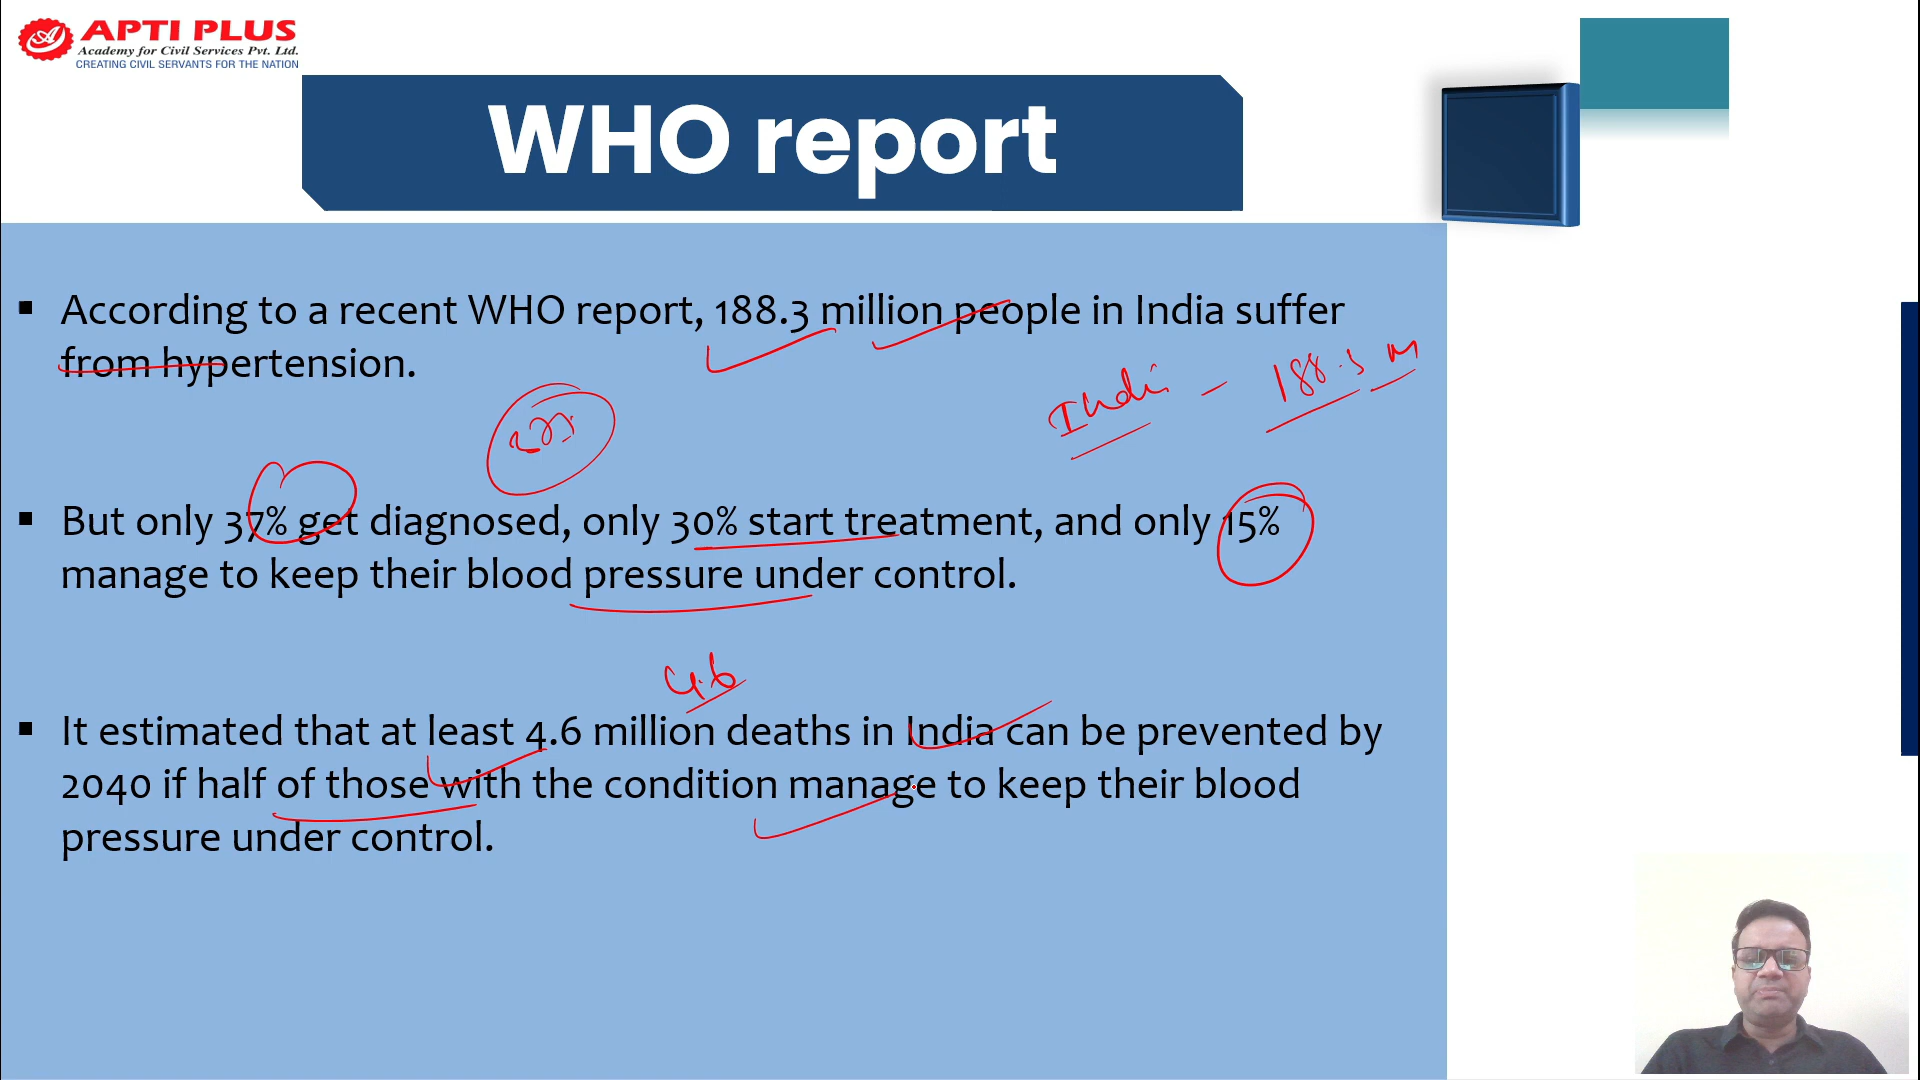 APTI PLUS
Academy for Civil Services Pvt. Ltd.
CREATING CIVIL SERVANTS FOR THE NATION
WHO report
▪ According to a recent WHO report, 188.3 million people in India suffer
from hypertension.
India - 188.3 M
▪ But only 37% get diagnosed, only 30% start treatment, and only 15%
manage to keep their blood pressure under control.
4.6
▪ It estimated that at least 4.6 million deaths in India can be prevented by
2040 if half of those with the condition manage to keep their blood
pressure under control.